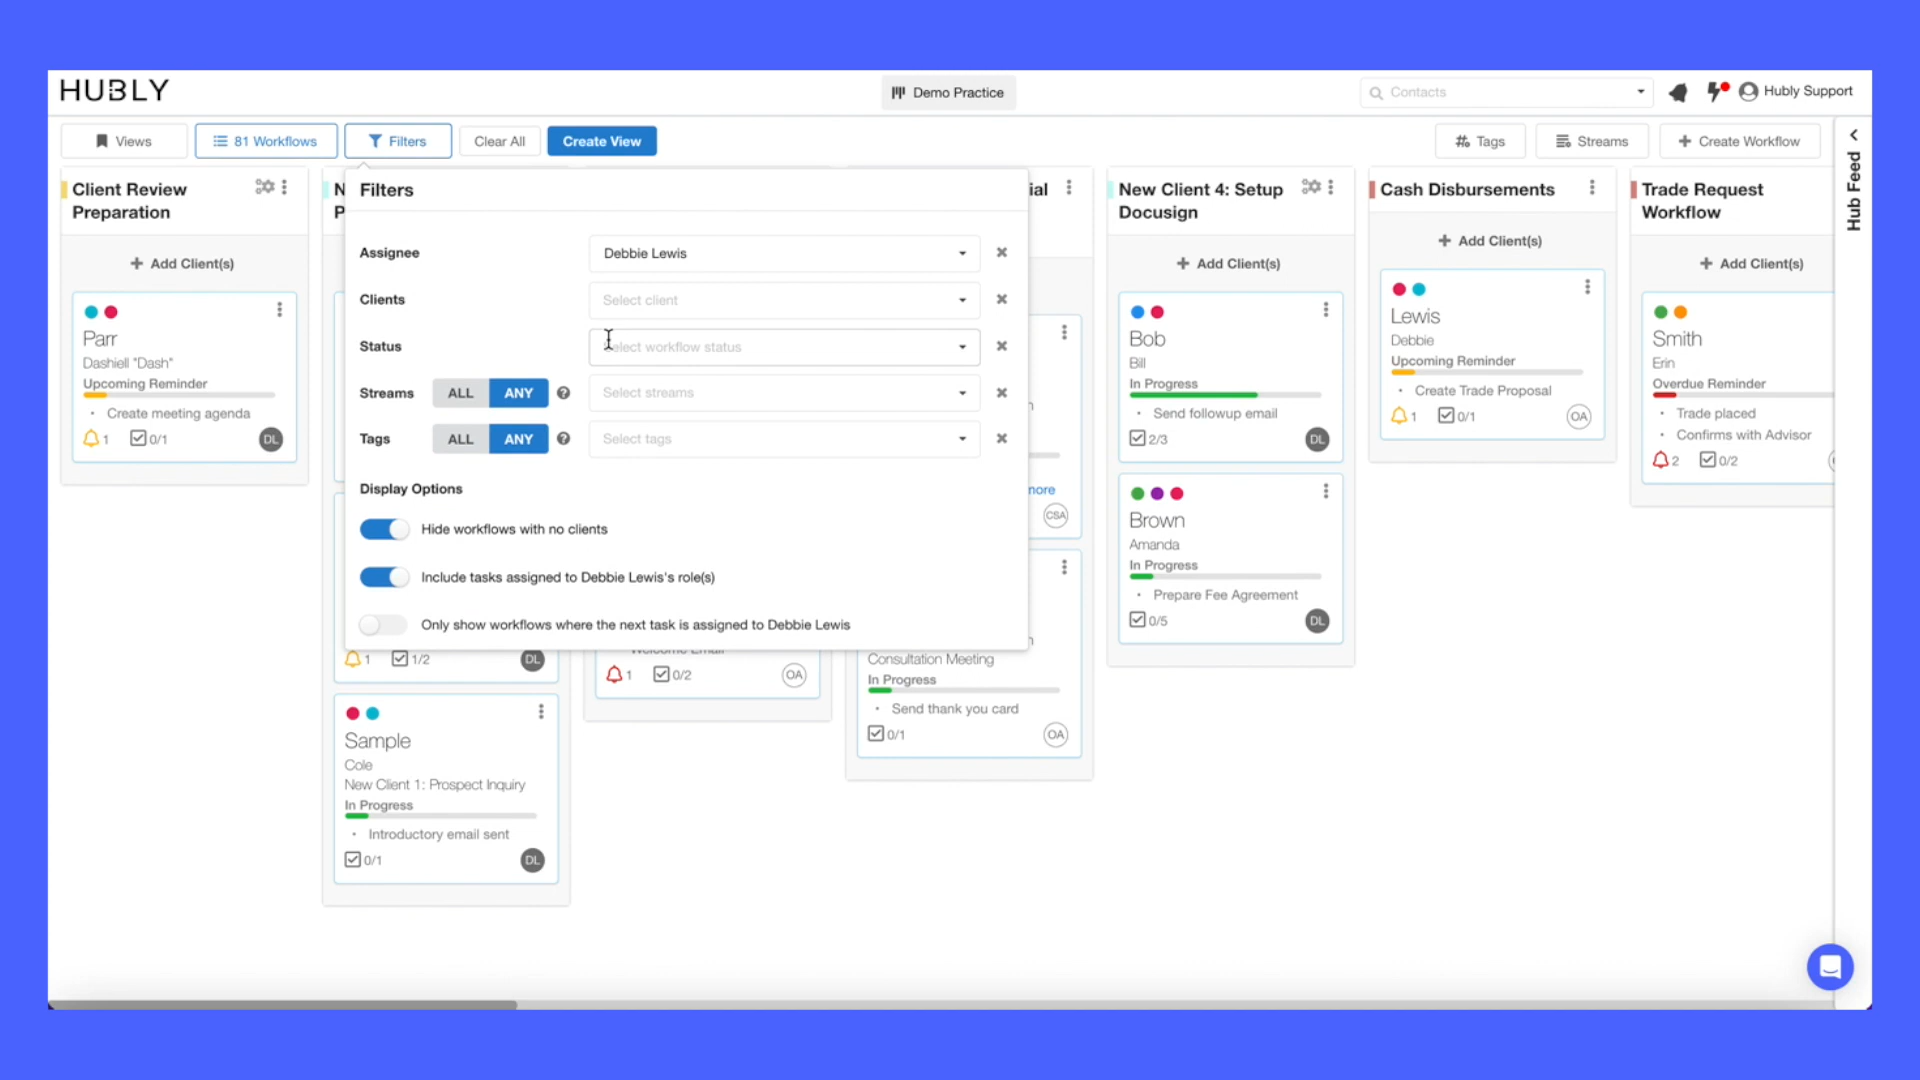 HUBLY
Demo Practice
Contacts
Hubly Support
Views
81 Workflows
Filters
Clear All
Create View
Tags
Streams
Create Workflow
Hub Feed
Client Review
Preparation
Add Client(s)
Parr
Dashiell "Dash"
Upcoming Reminder
Create meeting agenda
1
0/1
DL
N
P
Filters
Assignee
Debbie Lewis
Clients
Select client
Status
Select workflow status
Streams
ALL
ANY
Select streams
Tags
ALL
ANY
Select tags
Display Options
Hide workflows with no clients
Include tasks assigned to Debbie Lewis's role(s)
Only show workflows where the next task is assigned to Debbie Lewis
1
1/2
DL
Sample
Cole
New Client 1: Prospect Inquiry
In Progress
Introductory email sent
0/1
DL
Welcome Email
1
0/2
OA
ial
more
CSA
Consultation Meeting
In Progress
Send thank you card
0/1
OA
New Client 4: Setup
Docusign
Add Client(s)
Bob
Bill
In Progress
Send followup email
2/3
DL
Brown
Amanda
In Progress
Prepare Fee Agreement
0/5
DL
Cash Disbursements
Add Client(s)
Lewis
Debbie
Upcoming Reminder
Create Trade Proposal
1
0/1
OA
Trade Request
Workflow
Add Client(s)
Smith
Erin
Overdue Reminder
Trade placed
Confirms with Advisor
2
0/2